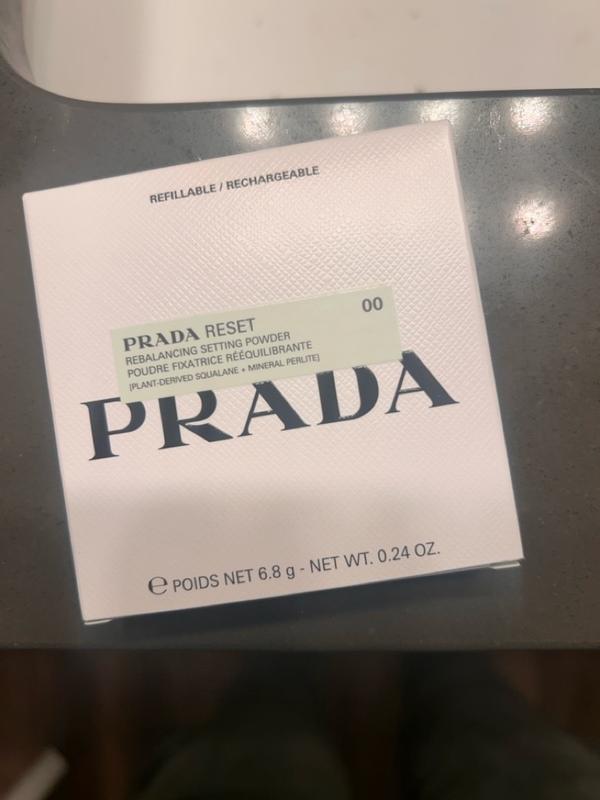 REFILLABLE / RECHARGEABLE
00
PRADA RESET
REBALANCING SETTING POWDER
POUDRE FIXATRICE RÉÉQUILIBRANTE
[PLANT-DERIVED SQUALANE + MINERAL PERLITE]
PRADA
℮ POIDS NET 6.8 g - NET WT. 0.24 OZ.